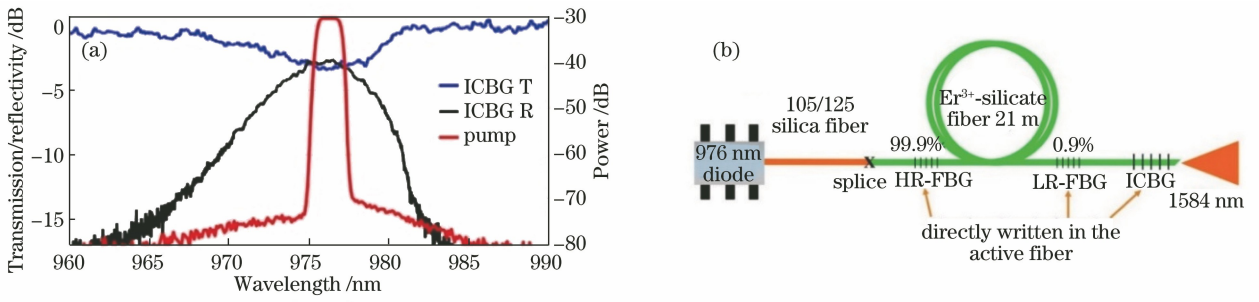 (a)
Transmission/reflectivity /dB
0
−5
−10
−15
ICBG T
ICBG R
pump
−30
−40
−50
−60
−70
−80
Power /dB
960
965
970
975
980
985
990
Wavelength /nm
(b)
976 nm
diode
105/125
silica fiber
splice
99.9%
HR-FBG
Er³⁺-silicate
fiber 21 m
0.9%
LR-FBG
ICBG
1584 nm
directly written in the
active fiber